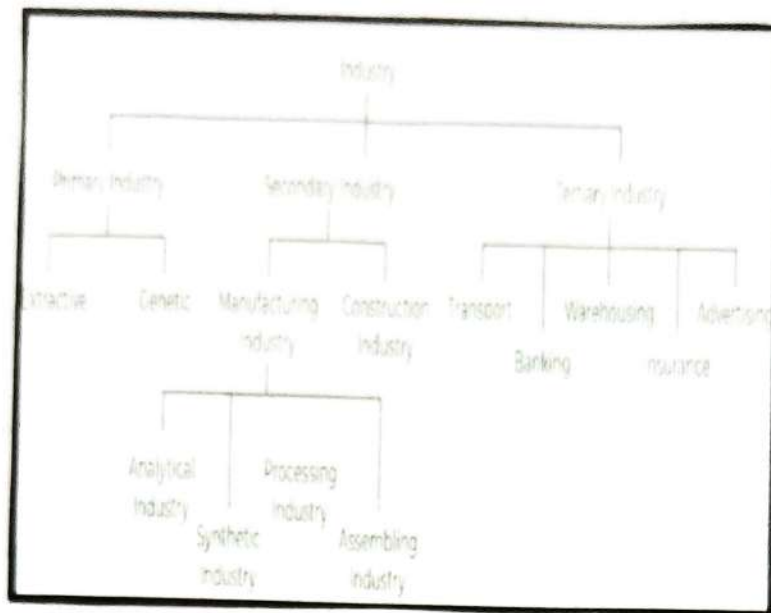 Industry
Primary Industry Secondary Industry Tertiary Industry
Extractive Genetic Manufacturing Industry Construction Industry Transport Warehousing Advertising
Banking Insurance
Analytical Industry Processing Industry
Synthetic Industry Assembling Industry